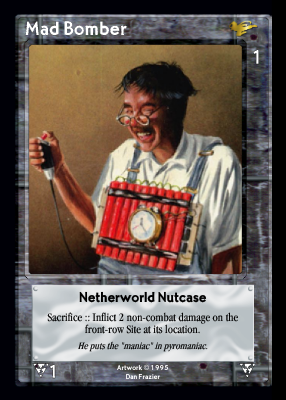 Mad Bomber
1
Netherworld Nutcase
Sacrifice :: Inflict 2 non-combat damage on the
front-row Site at its location.
He puts the "maniac" in pyromaniac.
1
Artwork © 1995
Dan Frazier